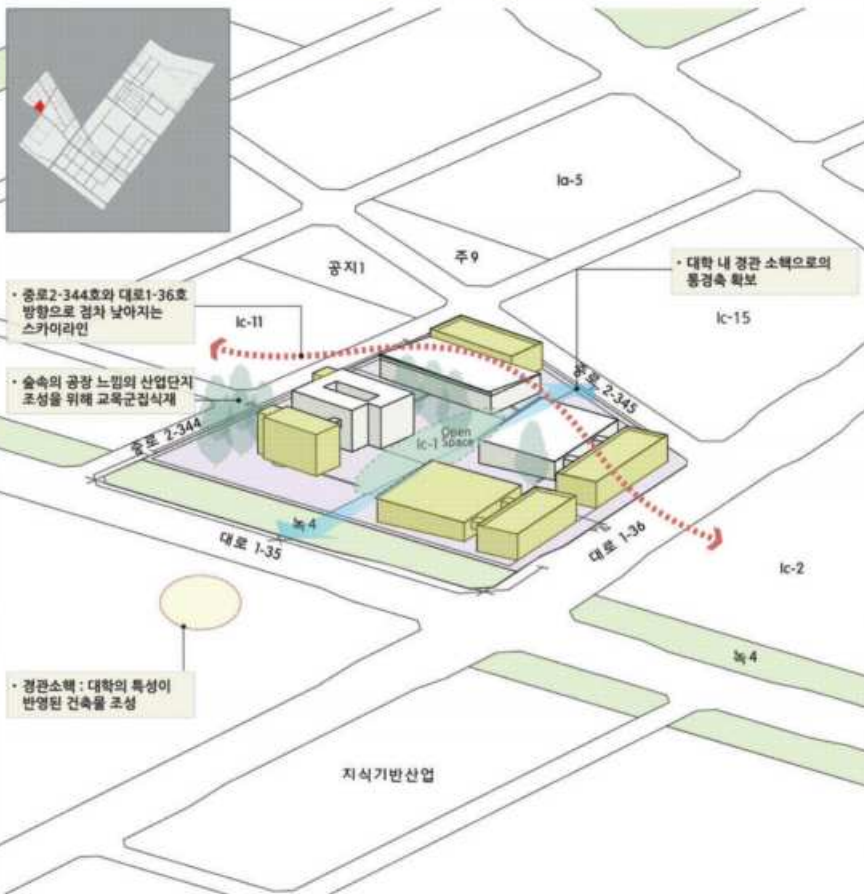 Ia-5
공지1
주9
• 대학 내 경관 소핵으로의
통경축 확보
• 중로2-344호와 대로1-36호
방향으로 점차 낮아지는
스카이라인
Ic-11
Ic-15
• 숲속의 공장 느낌의 산업단지
조성을 위해 교목군집식재
중로 2-345
중로 2-344
Ic-1
Open
Space
녹4
대로 1-35
대로 1-36
Ic-2
녹4
• 경관소핵 : 대학의 특성이
반영된 건축물 조성
지식기반산업